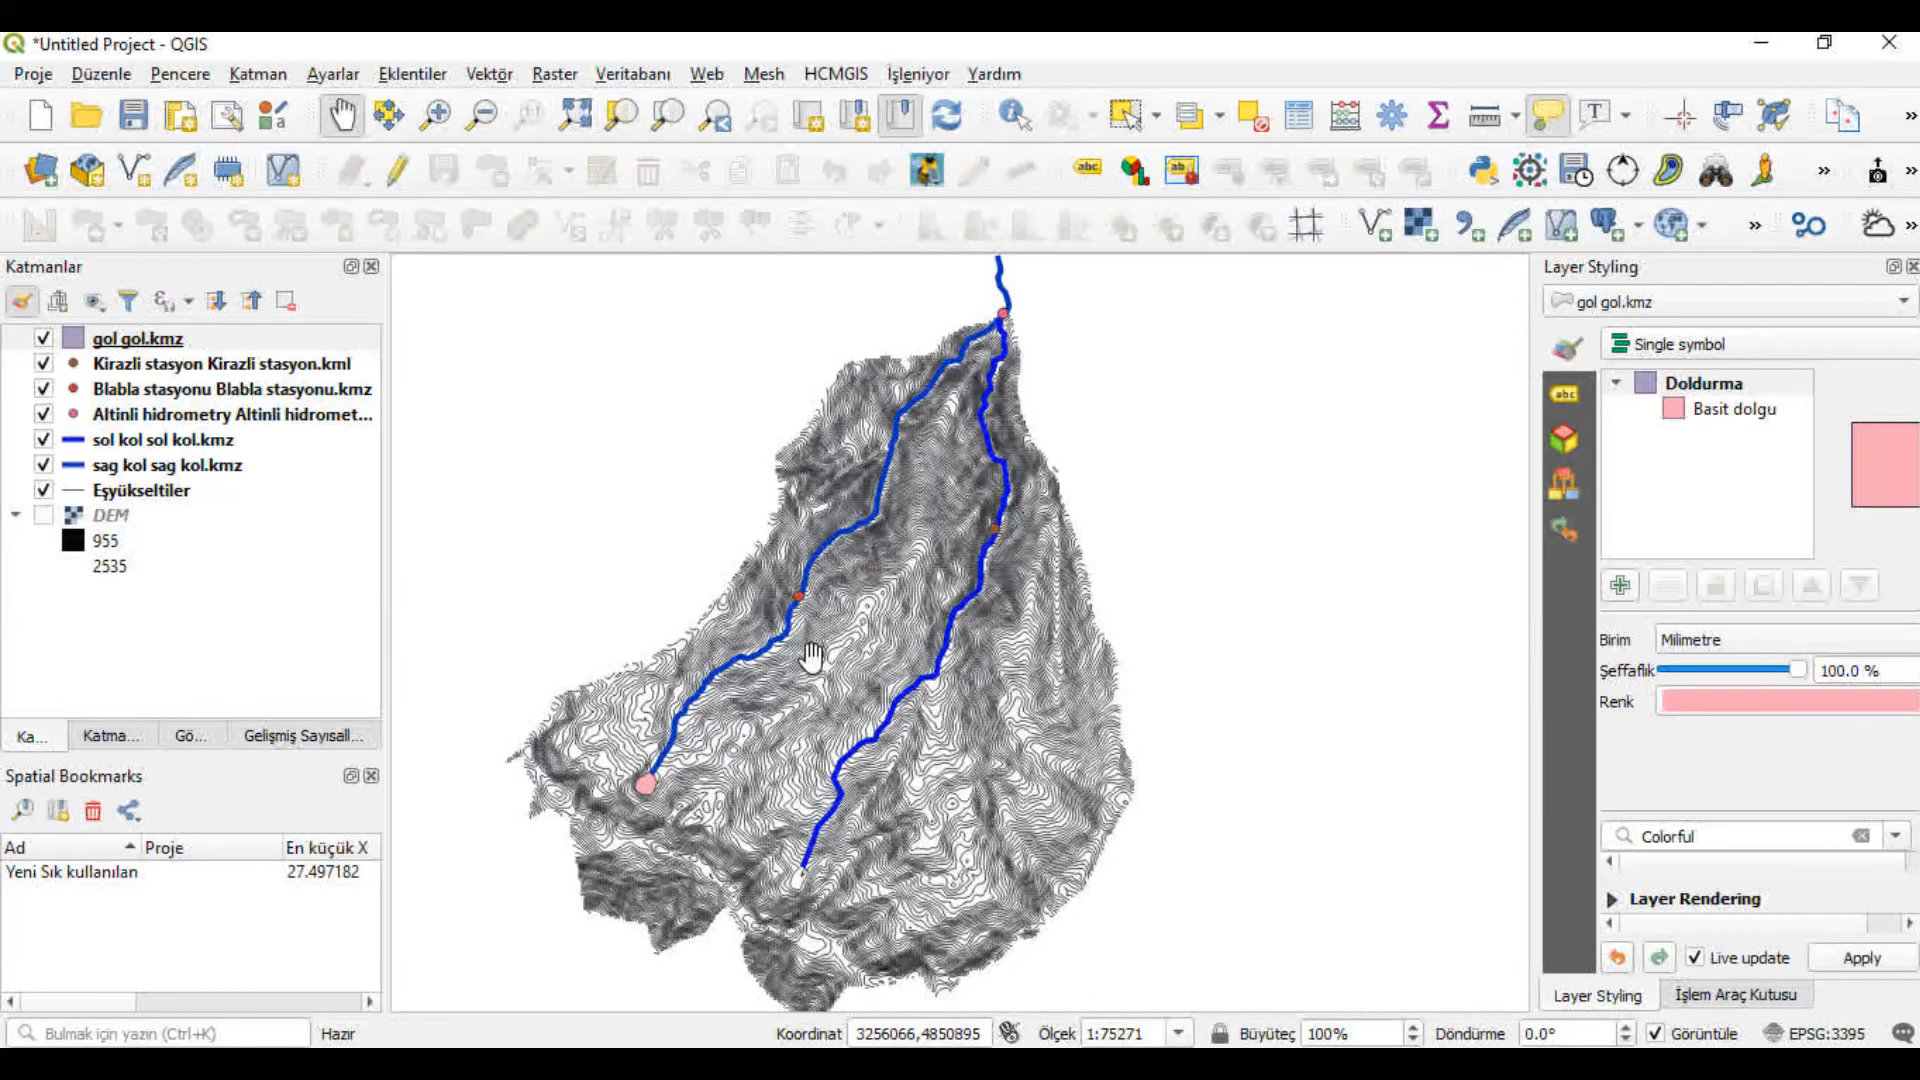 *Untitled Project - QGIS
Proje Düzenle Pencere Katman Ayarlar Eklentiler Vektör Raster Veritabanı Web Mesh HCMGIS İşleniyor Yardım
Katmanlar
gol gol.kmz
Kirazli stasyon Kirazli stasyon.kml
Blabla stasyonu Blabla stasyonu.kmz
Altinli hidrometry Altinli hidromet...
sol kol sol kol.kmz
sag kol sag kol.kmz
Eşyükseltiler
DEM
955
2535
Ka... Katma... Gö... Gelişmiş Sayısall...
Spatial Bookmarks
Ad Proje En küçük X
Yeni Sık kullanılan 27.497182
Layer Styling
gol gol.kmz
Single symbol
Doldurma
Basit dolgu
Birim Milimetre
Şeffaflık 100.0 %
Renk
Colorful
Layer Rendering
Live update Apply
Layer Styling İşlem Araç Kutusu
Bulmak için yazın (Ctrl+K) Hazır Koordinat 3256066,4850895 Ölçek 1:75271 Büyüteç 100% Döndürme 0.0° Görüntüle EPSG:3395